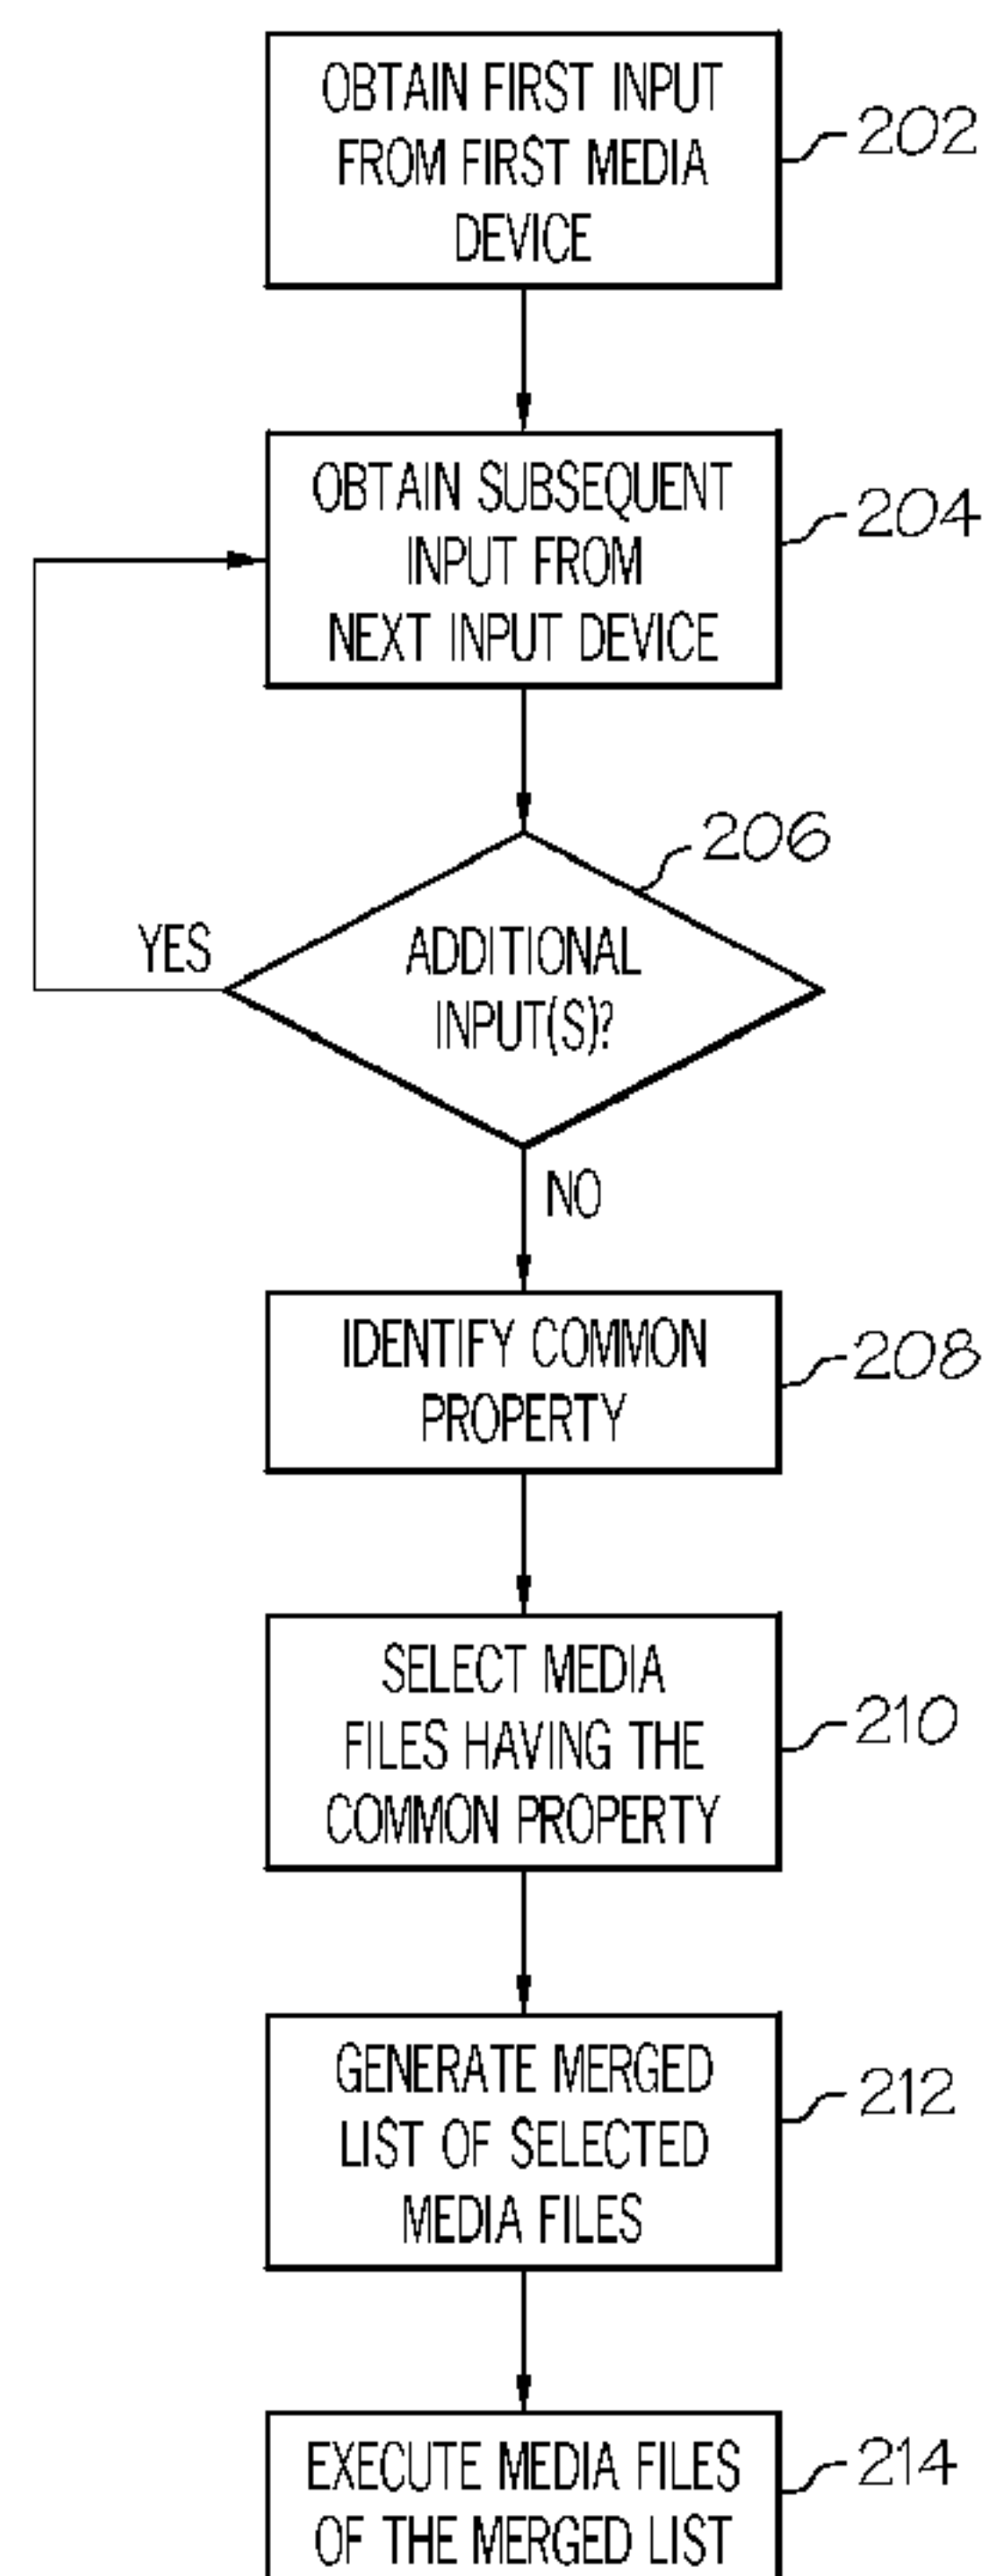 OBTAIN FIRST INPUT
FROM FIRST MEDIA
DEVICE
202
OBTAIN SUBSEQUENT
INPUT FROM
NEXT INPUT DEVICE
204
206
YES
ADDITIONAL
INPUT(S)?
NO
IDENTIFY COMMON
PROPERTY
208
SELECT MEDIA
FILES HAVING THE
COMMON PROPERTY
210
GENERATE MERGED
LIST OF SELECTED
MEDIA FILES
212
EXECUTE MEDIA FILES
OF THE MERGED LIST
214